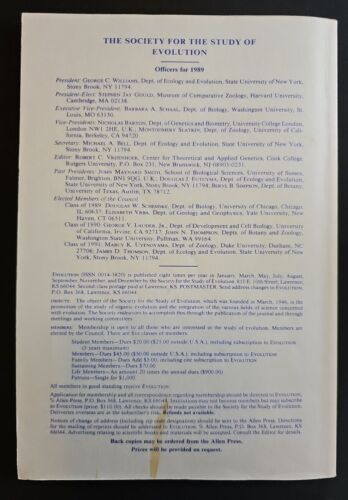 THE SOCIETY FOR THE STUDY OF
EVOLUTION
Officers for 1989
President: GEORGE C. WILLIAMS, Dept. of Ecology and Evolution, State University of New York,
Stony Brook, NY 11794.
President-Elect: STEPHEN JAY GOULD, Museum of Comparative Zoology, Harvard University,
Cambridge, MA 02138.
Executive Vice-President: BARBARA A. SCHAAL, Dept. of Biology, Washington University, St.
Louis, MO 63130.
Vice-Presidents: NICHOLAS BARTON, Dept. of Genetics and Biometry, University College London,
London NW1 2HE, U.K., MONTGOMERY SLATKIN, Dept. of Zoology, University of Cali-
fornia, Berkeley, CA 94720.
Secretary: MICHAEL A. BELL, Dept. of Ecology and Evolution, State University of New York,
Stony Brook, NY 11794.
Editor: ROBERT C. VRIJENHOEK, Center for Theoretical and Applied Genetics, Cook College,
Rutgers University, P.O. Box 231, New Brunswick, NJ 08903-0231.
Past Presidents: JOHN MAYNARD SMITH, School of Biological Sciences, University of Sussex,
Falmer, Brighton, BN1 9QG, U.K.; DOUGLAS J. FUTUYMA, Dept. of Ecology and Evolution,
State University of New York, Stony Brook, NY 11794; BERYL B. SIMPSON, Dept. of Botany,
University of Texas, Austin, TX 78712.
Elected Members of the Council
Class of 1989: DOUGLAS W. SCHEMSKE, Dept. of Biology, University of Chicago, Chicago,
IL 60637; ELISABETH VRBA, Dept. of Geology and Geophysics, Yale University, New
Haven, CT 06511
Class of 1990: GEORGE V. LAUDER, Jr., Dept. of Development and Cell Biology, University
of California, Irvine, CA 92717; JOHN N. THOMPSON, Depts. of Botany and Zoology,
Washington State University, Pullman, WA 99164.
Class of 1991: MARCY K. UYENOYAMA, Dept. of Zoology, Duke University, Durham, NC
27706; JAMES D. THOMSON, Dept. of Ecology and Evolution, State University of New York,
Stony Brook, NY 11794.
EVOLUTION (ISSN 0014-3820) is published eight times per year in January, March, May, July, August,
September, November, and December by the Society for the Study of Evolution, 810 E. 10th Street, Lawrence,
KS 66044. Second class postage paid at Lawrence, KS. POSTMASTER: Send address changes to EVOLUTION,
P.O. Box 368, Lawrence, KS 66044.
OBJECTS: The object of the Society for the Study of Evolution, which was founded in March, 1946, is the
promotion of the study of organic evolution and the integration of the various fields of science concerned
with evolution. The Society endeavors to accomplish this through the publication of the journal and through
meetings and working committees.
MEMBERS: Membership is open to all those who are interested in the study of evolution. Members are
elected by the Council. There are six classes of members:
Student Members—Dues $20.00 ($25.00 outside U.S.A.), including subscription to EVOLUTION
(3 years maximum)
Members—Dues $45.00 ($50.00 outside U.S.A.), including subscription to EVOLUTION
Family Members—Dues Add $5.00, including one subscription to EVOLUTION
Sustaining Members—Dues $70.00
Life Members—An amount 20 times the annual dues ($900.00)
Patrons—Single fee $1,000
All members in good standing receive EVOLUTION.
Application for membership and all correspondence regarding membership should be directed to EVOLUTION,
% Allen Press, P.O. Box 368, Lawrence, KS 66044. Institutions may not become members but may subscribe
to EVOLUTION (price: $110.00). All checks should be made payable to the Society for the Study of Evolution.
Deliveries overseas are at the subscriber's risk. Refunds not available.
Notices of change of address (including zip code designation) should be sent to the Allen Press. Directions
for the mailing of reprints should be addressed to EVOLUTION, % Allen Press, P.O. Box 368, Lawrence, KS
66044. Advertising relating to scientific books and materials will be accepted. Consult the Editor for details.
Back copies may be ordered from the Allen Press.
Prices will be provided on request.